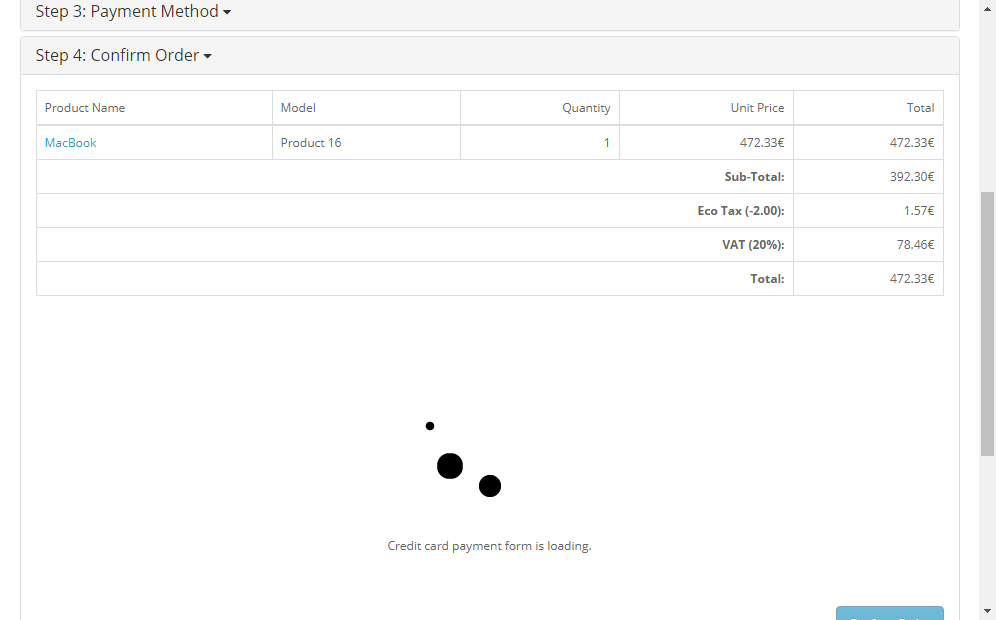 Step 3: Payment Method
Step 4: Confirm Order
Product Name Model Quantity Unit Price Total
MacBook Product 16 1 472.33€ 472.33€
Sub-Total: 392.30€
Eco Tax (-2.00): 1.57€
VAT (20%): 78.46€
Total: 472.33€
Credit card payment form is loading.